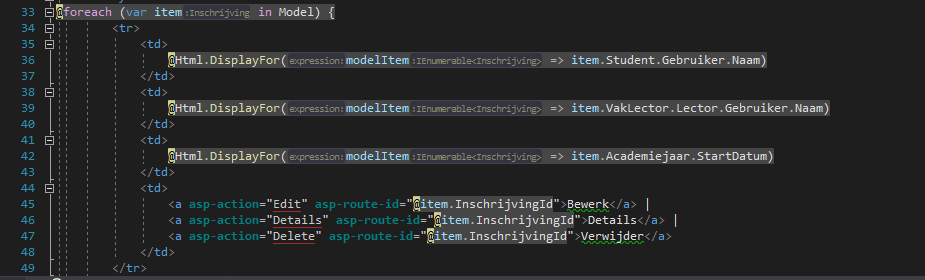 33 @foreach (var item :Inschrijving in Model) {
34 <tr>
35 <td>
36 @Html.DisplayFor( expression: modelItem :IEnumerable<Inschrijving> => item.Student.Gebruiker.Naam)
37 </td>
38 <td>
39 @Html.DisplayFor( expression: modelItem :IEnumerable<Inschrijving> => item.VakLector.Lector.Gebruiker.Naam)
40 </td>
41 <td>
42 @Html.DisplayFor( expression: modelItem :IEnumerable<Inschrijving> => item.Academiejaar.StartDatum)
43 </td>
44 <td>
45 <a asp-action="Edit" asp-route-id="@item.InschrijvingId">Bewerk</a> |
46 <a asp-action="Details" asp-route-id="@item.InschrijvingId">Details</a> |
47 <a asp-action="Delete" asp-route-id="@item.InschrijvingId">Verwijder</a>
48 </td>
49 </tr>